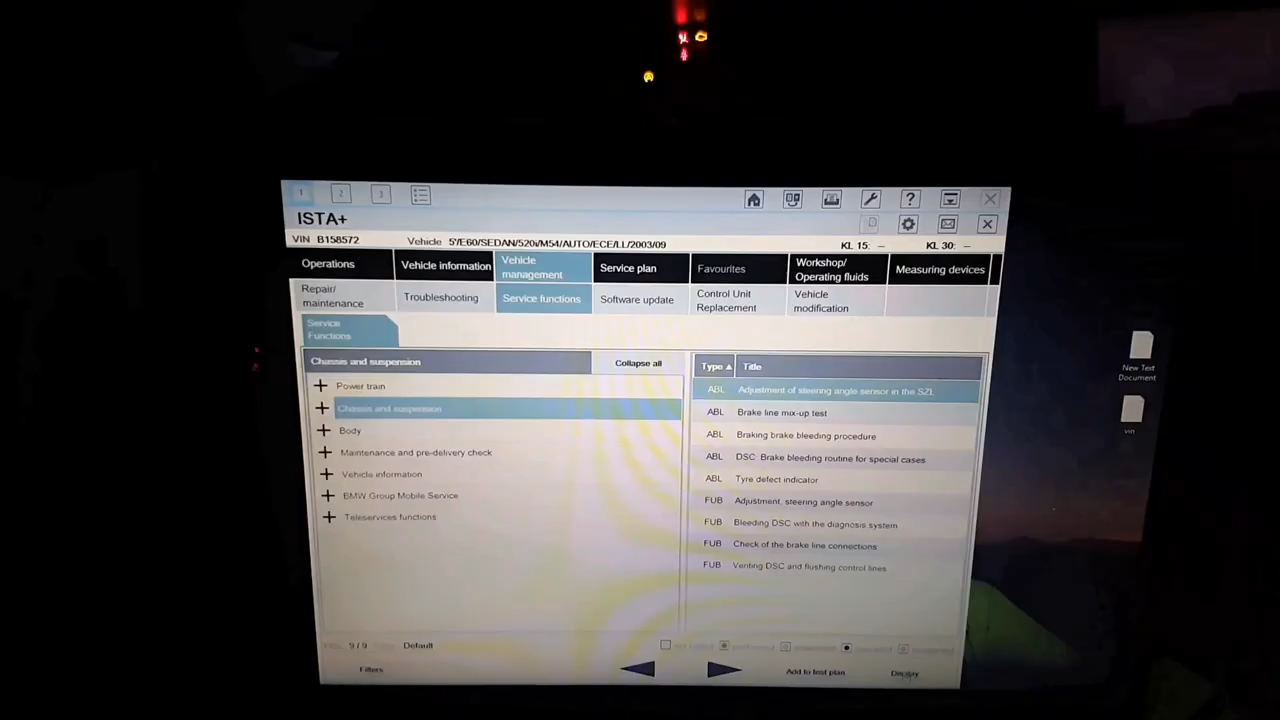 1 2 3
ISTA+
VIN B158572 Vehicle 5'/E60/SEDAN/520i/M54/AUTO/ECE/LL/2003/09 KL 15: – KL 30: –
Operations Vehicle information Vehicle management Service plan Favourites Workshop/ Operating fluids Measuring devices
Repair/ maintenance Troubleshooting Service functions Software update Control Unit Replacement Vehicle modification
Service Functions
Chassis and suspension Collapse all
Power train
Chassis and suspension
Body
Maintenance and pre-delivery check
Vehicle information
BMW Group Mobile Service
Teleservices functions
Type Title
ABL Adjustment of steering angle sensor in the SZL
ABL Brake line mix-up test
ABL Braking brake bleeding procedure
ABL DSC: Brake bleeding routine for special cases
ABL Tyre defect indicator
FUB Adjustment, steering angle sensor
FUB Bleeding DSC with the diagnosis system
FUB Check of the brake line connections
FUB Venting DSC and flushing control lines
9 / 9 Default
Filters Add to test plan Display
New Text Document
vin